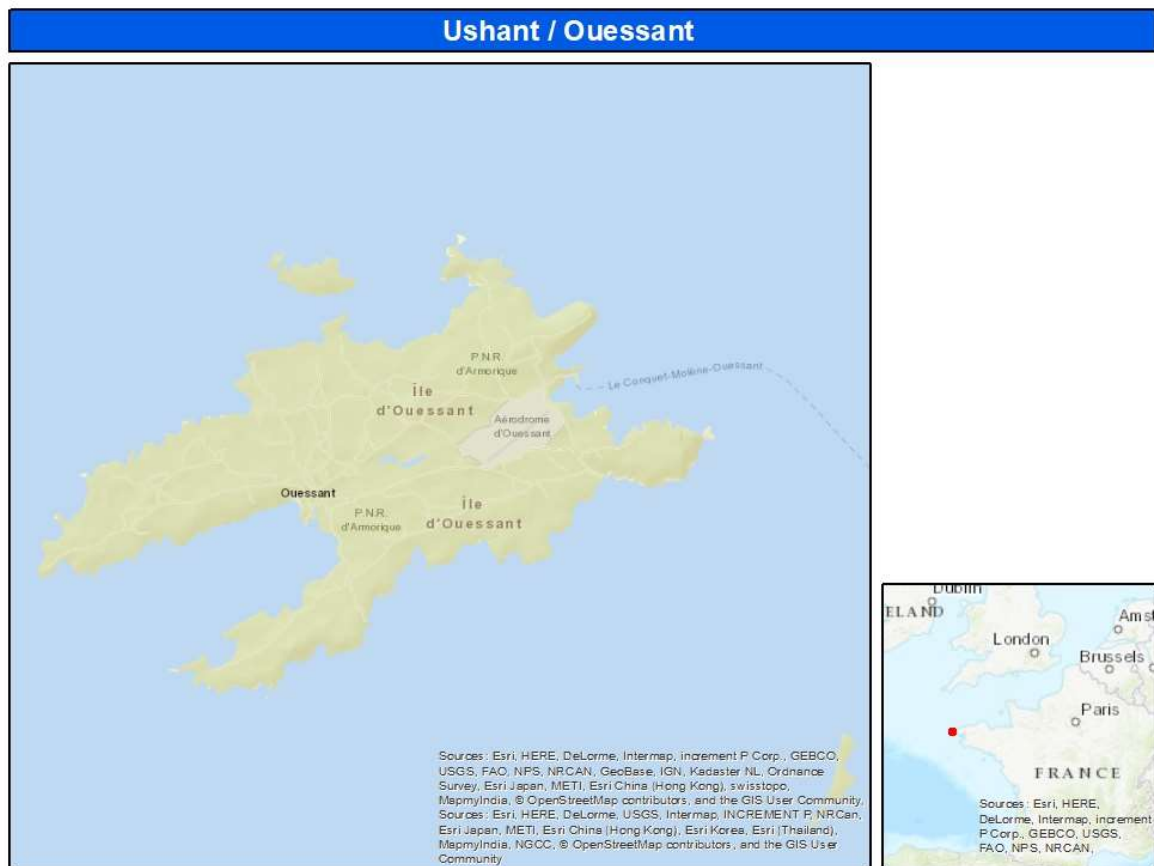 Ushant / Ouessant
P.N.R.
d'Armorique
Île
d'Ouessant
Le Conquet-Molène-Ouessant
Aérodrome
d'Ouessant
Ouessant
P.N.R.
d'Armorique
Île
d'Ouessant
Sources: Esri, HERE, DeLorme, Intermap, increment P Corp., GEBCO,
USGS, FAO, NPS, NRCAN, GeoBase, IGN, Kadaster NL, Ordnance
Survey, Esri Japan, METI, Esri China (Hong Kong), swisstopo,
MapmyIndia, © OpenStreetMap contributors, and the GIS User Community,
Sources: Esri, HERE, DeLorme, USGS, Intermap, INCREMENT P, NRCan,
Esri Japan, METI, Esri China (Hong Kong), Esri Korea, Esri (Thailand),
MapmyIndia, NGCC, © OpenStreetMap contributors, and the GIS User
Community
Dublin
ELAND
Amst
London
Brussels
Paris
FRANCE
Sources: Esri, HERE,
DeLorme, Intermap, increment
P Corp., GEBCO, USGS,
FAO, NPS, NRCAN,